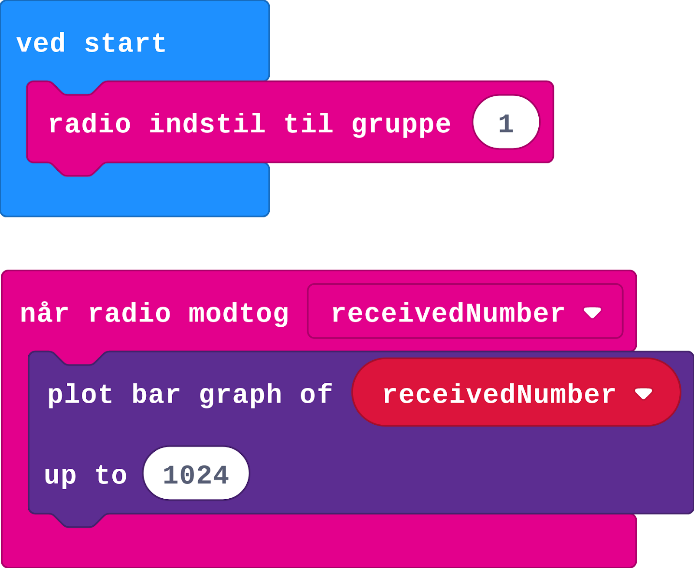 ved start
radio indstil til gruppe 1
når radio modtog receivedNumber
plot bar graph of receivedNumber
up to 1024